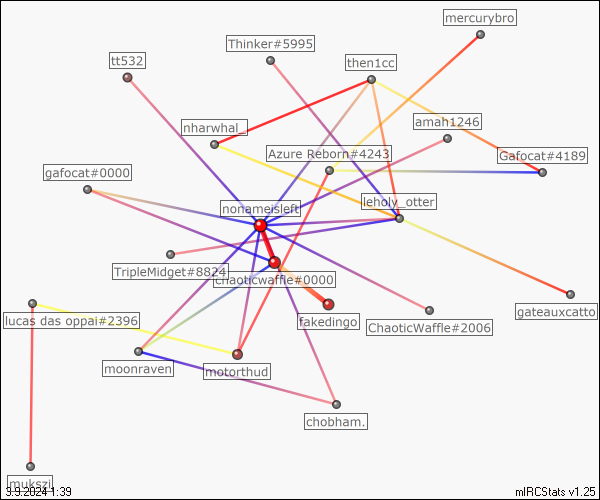 mercurybro
Thinker#5995
tt532
then1cc
amah1246
nharwhal_
Azure Reborn#4243
Gafocat#4189
gafocat#0000
leholy_otter
nonameisleft
TripleMidget#8824
chaoticwaffle#0000
gateauxcatto
lucas das oppai#2396
fakedingo
ChaoticWaffle#2006
moonraven
motorthud
chobham.
mukszi
3.9.2024 1:39
mIRCStats v1.25